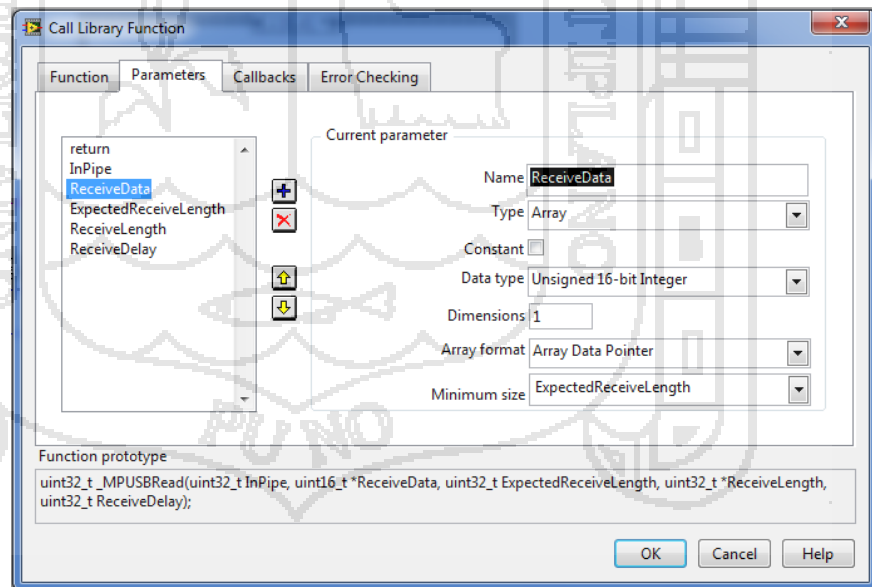 Call Library Function
Function Parameters Callbacks Error Checking
return
InPipe
ReceiveData
ExpectedReceiveLength
ReceiveLength
ReceiveDelay
Current parameter
Name ReceiveData
Type Array
Constant
Data type Unsigned 16-bit Integer
Dimensions 1
Array format Array Data Pointer
Minimum size ExpectedReceiveLength
Function prototype
uint32_t _MPUSBRead(uint32_t InPipe, uint16_t *ReceiveData, uint32_t ExpectedReceiveLength, uint32_t *ReceiveLength,
uint32_t ReceiveDelay);
OK Cancel Help
PUNO